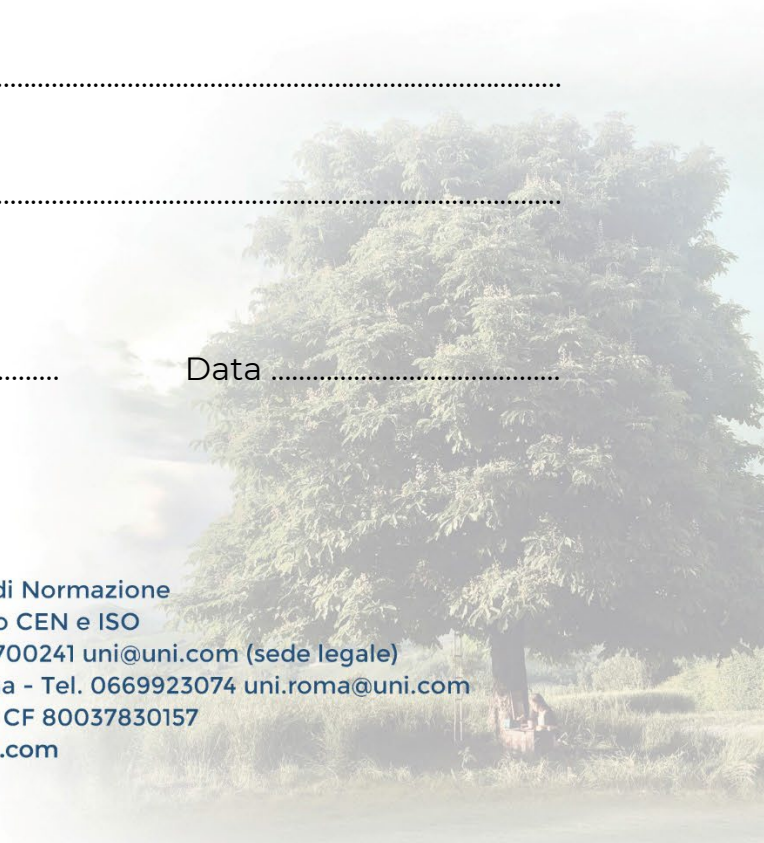 ..............................................................................................
..............................................................................................
......... Data ..........................................
di Normazione
o CEN e ISO
700241 uni@uni.com (sede legale)
a - Tel. 0669923074 uni.roma@uni.com
CF 80037830157
.com